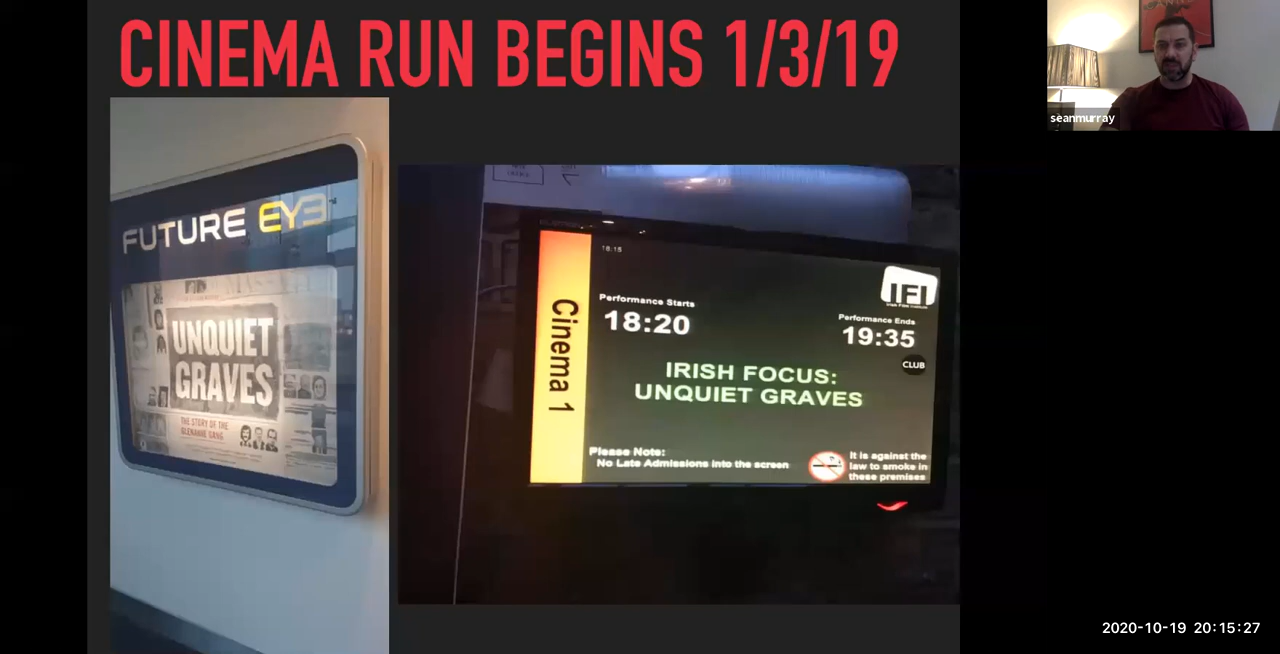 CINEMA RUN BEGINS 1/3/19
FUTURE EYE
UNQUIET
GRAVES
THE STORY OF THE
GLENANNE GANG
18:15
IFI
Irish Film Institute
Performance Starts
18:20
Performance Ends
19:35
CLUB
Cinema 1
IRISH FOCUS:
UNQUIET GRAVES
Please Note:
No Late Admissions into the screen
It is against the
law to smoke in
these premises
seanmurray
2020-10-19 20:15:27